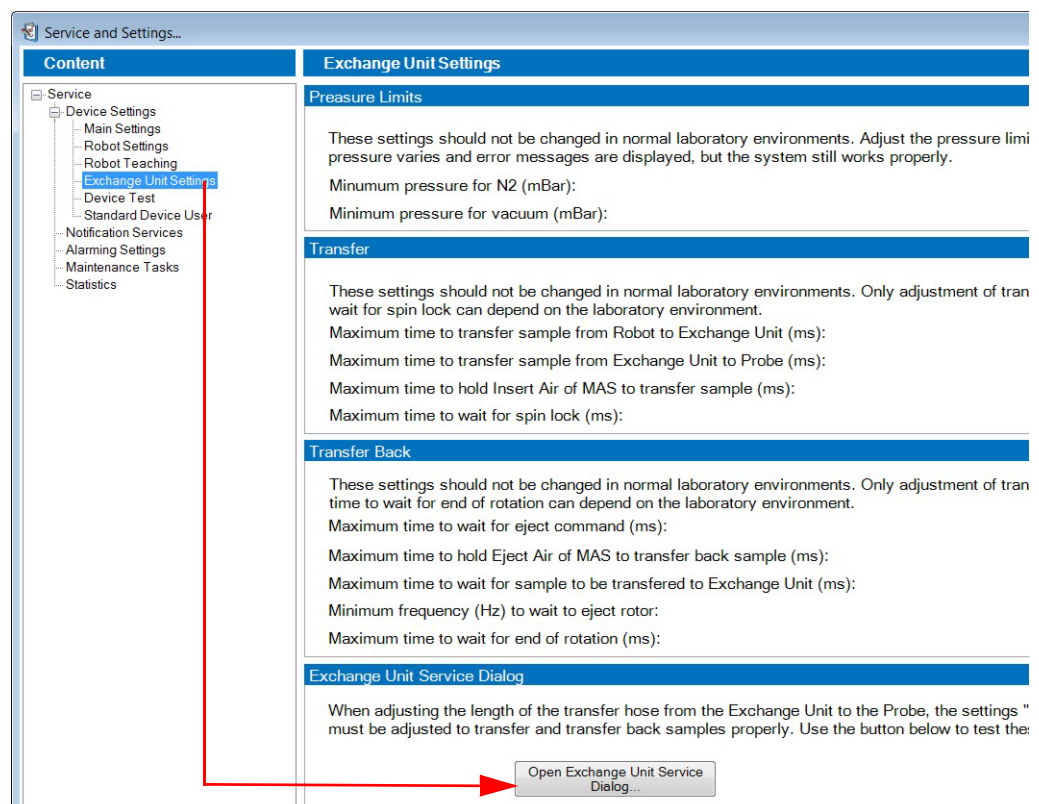 Service and Settings...
Content
Exchange Unit Settings
Service
Device Settings
Main Settings
Robot Settings
Robot Teaching
Exchange Unit Settings
Device Test
Standard Device User
Notification Services
Alarming Settings
Maintenance Tasks
Statistics
Preasure Limits
These settings should not be changed in normal laboratory environments. Adjust the pressure limi
pressure varies and error messages are displayed, but the system still works properly.
Minumum pressure for N2 (mBar):
Minimum pressure for vacuum (mBar):
Transfer
These settings should not be changed in normal laboratory environments. Only adjustment of tran
wait for spin lock can depend on the laboratory environment.
Maximum time to transfer sample from Robot to Exchange Unit (ms):
Maximum time to transfer sample from Exchange Unit to Probe (ms):
Maximum time to hold Insert Air of MAS to transfer sample (ms):
Maximum time to wait for spin lock (ms):
Transfer Back
These settings should not be changed in normal laboratory environments. Only adjustment of tran
time to wait for end of rotation can depend on the laboratory environment.
Maximum time to wait for eject command (ms):
Maximum time to hold Eject Air of MAS to transfer back sample (ms):
Maximum time to wait for sample to be transfered to Exchange Unit (ms):
Minimum frequency (Hz) to wait to eject rotor:
Maximum time to wait for end of rotation (ms):
Exchange Unit Service Dialog
When adjusting the length of the transfer hose from the Exchange Unit to the Probe, the settings "
must be adjusted to transfer and transfer back samples properly. Use the button below to test the
Open Exchange Unit Service
Dialog...